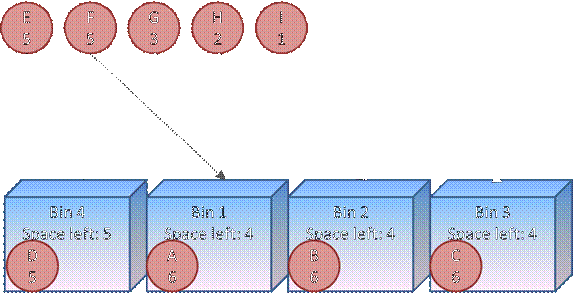 E F G H I
5 5 3 2 1
Bin 4 Bin 1 Bin 2 Bin 3
Space left: 5 Space left: 4 Space left: 4 Space left: 4
D A B C
5 6 6 6